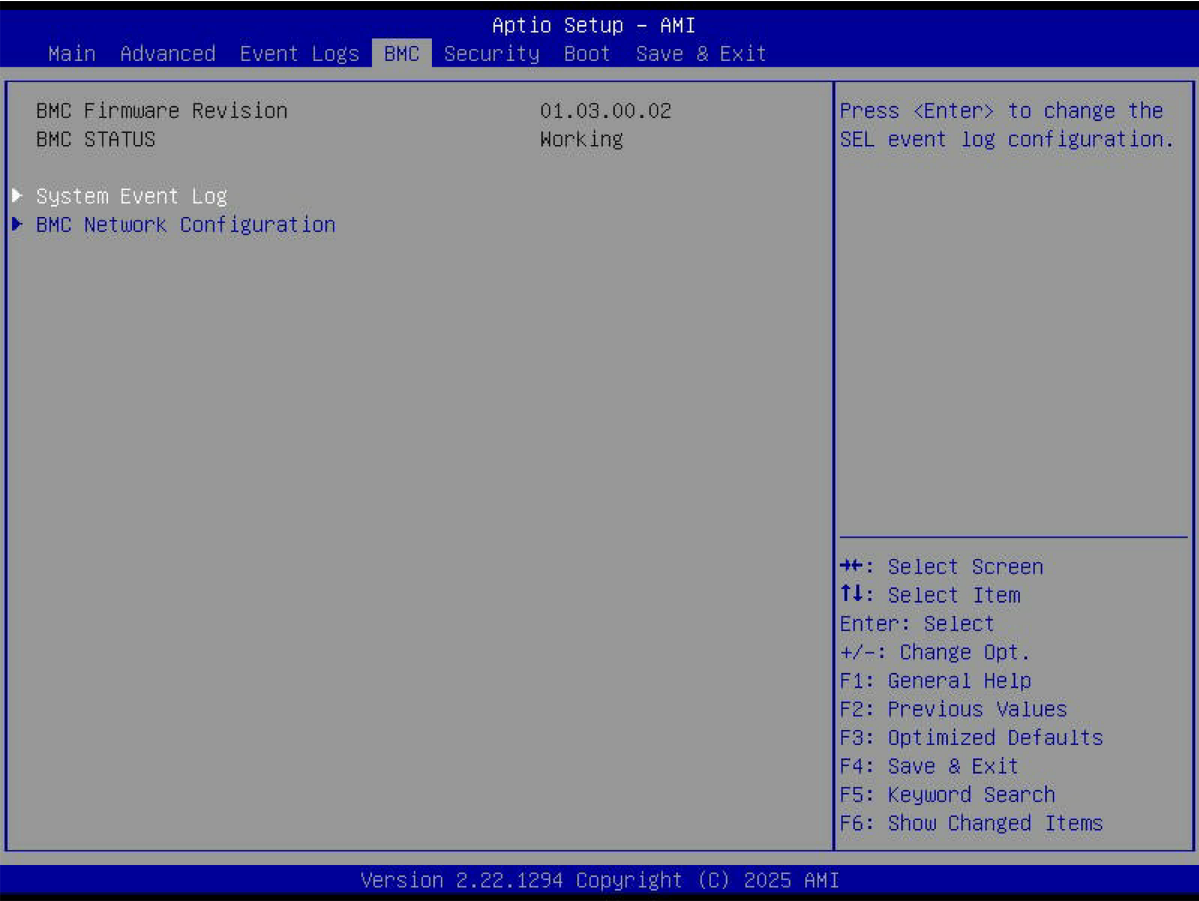 Aptio Setup – AMI
Main Advanced Event Logs BMC Security Boot Save & Exit
BMC Firmware Revision 01.03.00.02
BMC STATUS Working
System Event Log
BMC Network Configuration
Press <Enter> to change the
SEL event log configuration.
→←: Select Screen
↑↓: Select Item
Enter: Select
+/-: Change Opt.
F1: General Help
F2: Previous Values
F3: Optimized Defaults
F4: Save & Exit
F5: Keyword Search
F6: Show Changed Items
Version 2.22.1294 Copyright (C) 2025 AMI